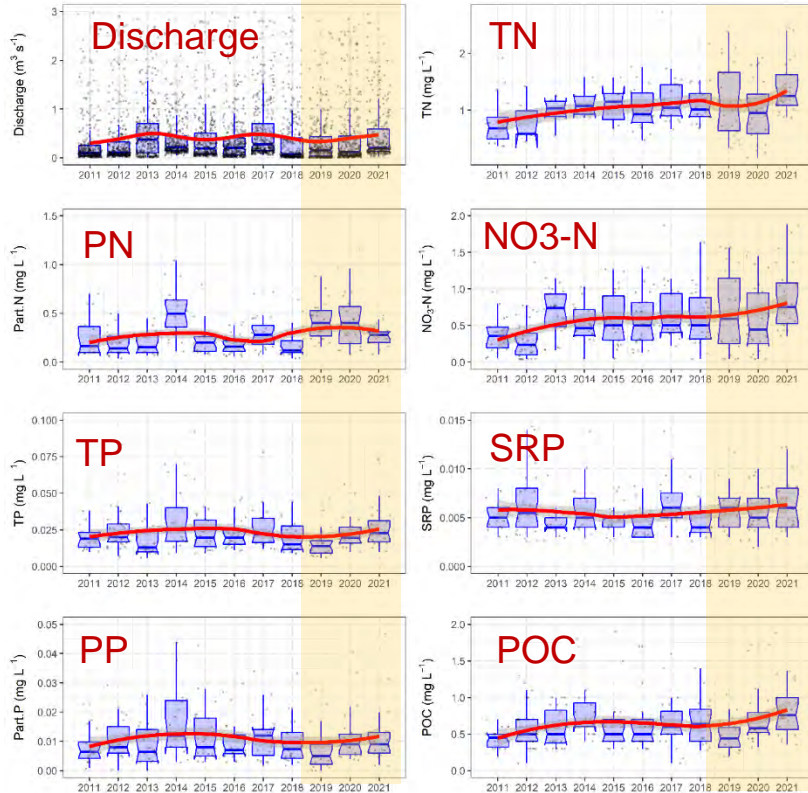 Discharge
Discharge (m³ s⁻¹)
3
2
1
0
2011 2012 2013 2014 2015 2016 2017 2018 2019 2020 2021
TN
TN (mg L⁻¹)
2
1
2011 2012 2013 2014 2015 2016 2017 2018 2019 2020 2021
PN
Part.N (mg L⁻¹)
1.5
1.0
0.5
0.0
2011 2012 2013 2014 2015 2016 2017 2018 2019 2020 2021
NO3-N
NO₃-N (mg L⁻¹)
2.0
1.5
1.0
0.5
0.0
2011 2012 2013 2014 2015 2016 2017 2018 2019 2020 2021
TP
TP (mg L⁻¹)
0.100
0.075
0.050
0.025
0.000
2011 2012 2013 2014 2015 2016 2017 2018 2019 2020 2021
SRP
SRP (mg L⁻¹)
0.015
0.010
0.005
0.000
2011 2012 2013 2014 2015 2016 2017 2018 2019 2020 2021
PP
Part.P (mg L⁻¹)
0.05
0.04
0.03
0.02
0.01
0.00
2011 2012 2013 2014 2015 2016 2017 2018 2019 2020 2021
POC
POC (mg L⁻¹)
2.0
1.5
1.0
0.5
0.0
2011 2012 2013 2014 2015 2016 2017 2018 2019 2020 2021